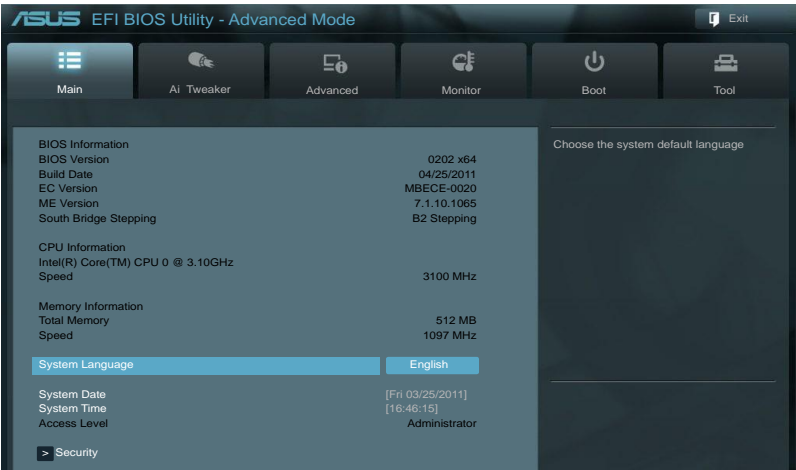 ASUS EFI BIOS Utility - Advanced Mode
Exit
Main
Ai Tweaker
Advanced
Monitor
Boot
Tool
BIOS Information
BIOS Version 0202 x64
Build Date 04/25/2011
EC Version MBECE-0020
ME Version 7.1.10.1065
South Bridge Stepping B2 Stepping
CPU Information
Intel(R) Core(TM) CPU 0 @ 3.10GHz
Speed 3100 MHz
Memory Information
Total Memory 512 MB
Speed 1097 MHz
System Language English
System Date [Fri 03/25/2011]
System Time [16:46:15]
Access Level Administrator
> Security
Choose the system default language